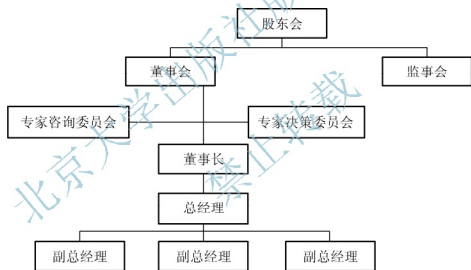 股东会
董事会
监事会
专家咨询委员会
专家决策委员会
董事长
总经理
副总经理
副总经理
副总经理
北京大学出版社版
禁止转载